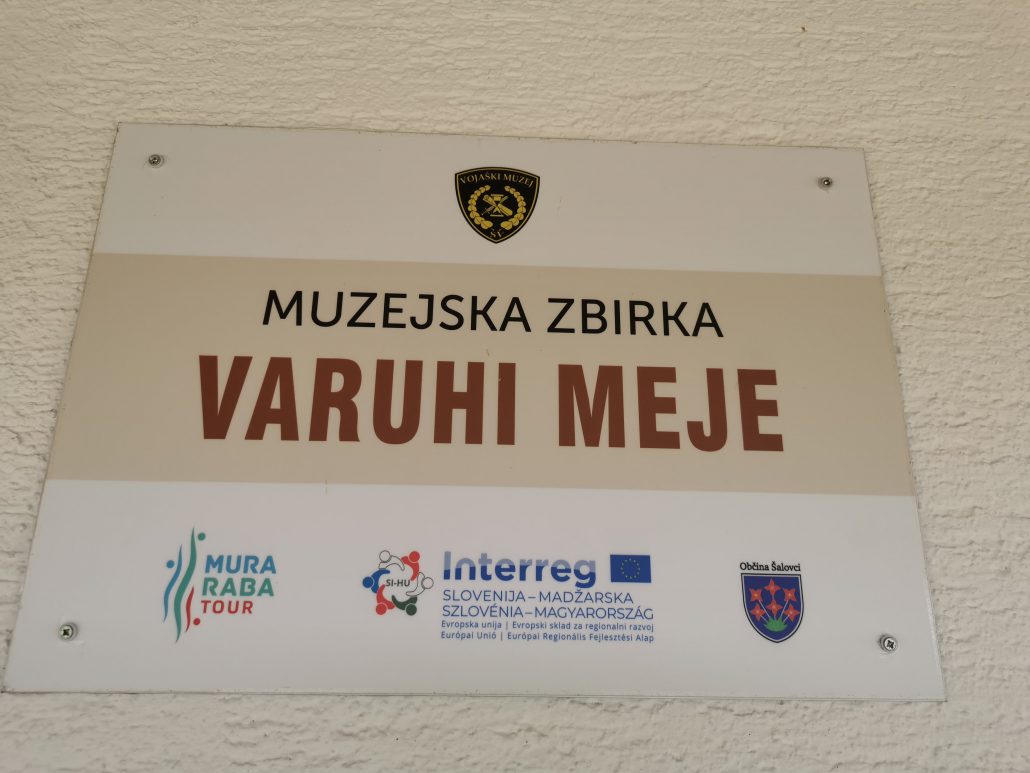 VOJAŠKI MUZEJ
SV
MUZEJSKA ZBIRKA
VARUHI MEJE
MURA
RABA
TOUR
SI-HU
Interreg
SLOVENIJA – MADŽARSKA
SZLOVÉNIA – MAGYARORSZÁG
Evropska unija | Evropski sklad za regionalni razvoj
Európai Unió | Európai Regionális Fejlesztési Alap
Občina Šalovci